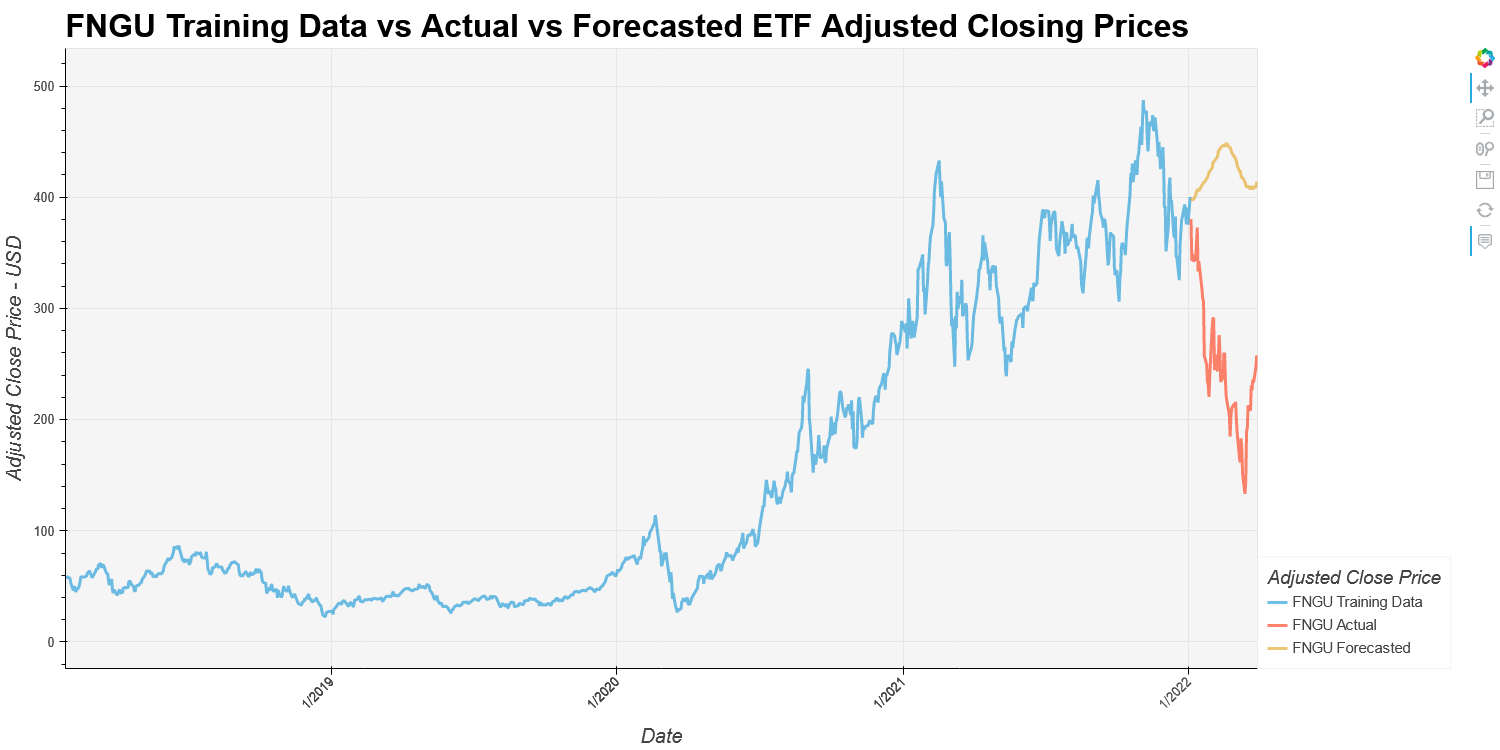 FNGU Training Data vs Actual vs Forecasted ETF Adjusted Closing Prices
Adjusted Close Price - USD
500
400
300
200
100
0
1/2019
1/2020
1/2021
1/2022
Date
Adjusted Close Price
FNGU Training Data
FNGU Actual
FNGU Forecasted